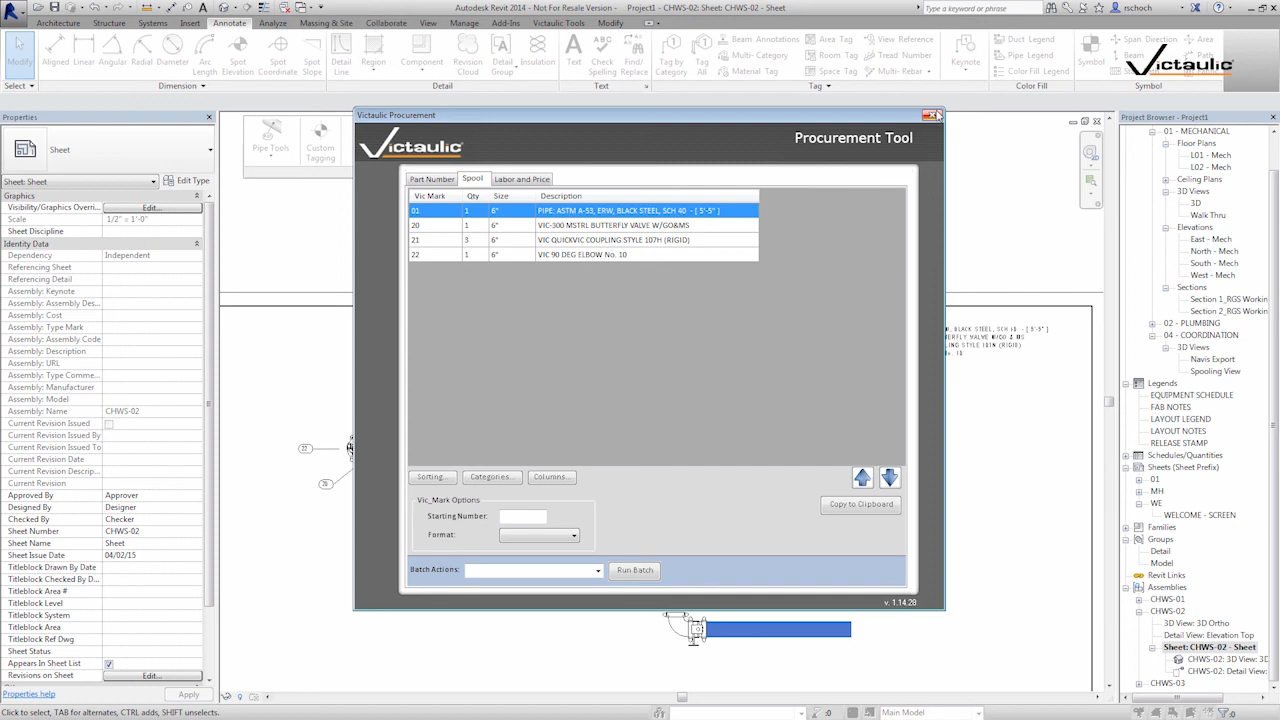 Autodesk Revit 2014 - Not For Resale Version - Project1 - CHWS-02: Sheet: CHWS-02 - Sheet
Type a keyword or phrase
rschoch
Architecture Structure Systems Insert Annotate Analyze Massing & Site Collaborate View Manage Add-Ins Victaulic Tools Modify
Modify
Aligned Linear Angular Radial Diameter Arc Length Spot Elevation Spot Coordinate Spot Slope
Detail Line Region Component Revision Cloud Detail Group Insulation
Text Check Spelling Find/ Replace
Tag by Category Tag All
Beam Annotations Area Tag View Reference
Multi-Category Room Tag Tread Number
Material Tag Space Tag Multi-Rebar
Keynote
Duct Legend
Pipe Legend
Color Fill Legend
Symbol
Span Direction Area
Beam Path
Victaulic
Select Dimension Detail Text Tag Color Fill Symbol
Properties
Sheet
Sheet: Sheet
Edit Type
Graphics
Visibility/Graphics Overri... Edit...
Scale 1/2" = 1'-0"
Sheet Discipline
Identity Data
Dependency Independent
Referencing Sheet
Referencing Detail
Assembly: Keynote
Assembly: Assembly Des...
Assembly: Cost
Assembly: Type Mark
Assembly: Assembly Code
Assembly: Description
Assembly: URL
Assembly: Type Comme...
Assembly: Manufacturer
Assembly: Model
Assembly: Name CHWS-02
Current Revision Issued
Current Revision Issued By
Current Revision Issued To
Current Revision Date
Current Revision Descrip...
Current Revision
Approved By Approver
Designed By Designer
Checked By Checker
Sheet Number CHWS-02
Sheet Name Sheet
Sheet Issue Date 04/02/15
Titleblock Drawn By Date
Titleblock Checked By D...
Titleblock Area #
Titleblock Level
Titleblock System
Titleblock Area
Titleblock Ref Dwg
Sheet Status
Appears In Sheet List
Revisions on Sheet Edit...
Properties help
Apply
Pipe Tools
Custom Tagging
22
20
Victaulic Procurement
Victaulic
Procurement Tool
Part Number Spool Labor and Price
Vic Mark Qty Size Description
01 1 6" PIPE: ASTM A-53, ERW, BLACK STEEL, SCH 40 - [ 5'-5" ]
20 1 6" VIC-300 MSTRL BUTTERFLY VALVE W/GO&MS
21 3 6" VIC QUICKVIC COUPLING STYLE 107H (RIGID)
22 1 6" VIC 90 DEG ELBOW No. 10
Sorting... Categories... Columns...
Copy to Clipboard
Vic_Mark Options
Starting Number:
Format:
Batch Actions:
Run Batch
v. 1.14.28
BLACK STEEL, SCH 40 - [ 5'-5" ]
Project Browser - Project1
01 - MECHANICAL
Floor Plans
L01 - Mech
L02 - Mech
Ceiling Plans
3D Views
3D
Walk Thru
Elevations
East - Mech
North - Mech
South - Mech
West - Mech
Sections
Section 1_RGS Workin
Section 2_RGS Workin
02 - PLUMBING
04 - COORDINATION
3D Views
Navis Export
Spooling View
Legends
EQUIPMENT SCHEDULE
FAB NOTES
LAYOUT LEGEND
LAYOUT NOTES
RELEASE STAMP
Schedules/Quantities
Sheets (Sheet Prefix)
01
MH
WE
WELCOME - SCREEN
Families
Groups
Detail
Model
Revit Links
Assemblies
CHWS-01
CHWS-02
3D View: 3D Ortho
Detail View: Elevation Top
Sheet: CHWS-02 - Sheet
CHWS-02: 3D View: 3D
CHWS-02: Detail View:
CHWS-03
Click to select, TAB for alternates, CTRL adds, SHIFT unselects.
:0
Main Model
:0